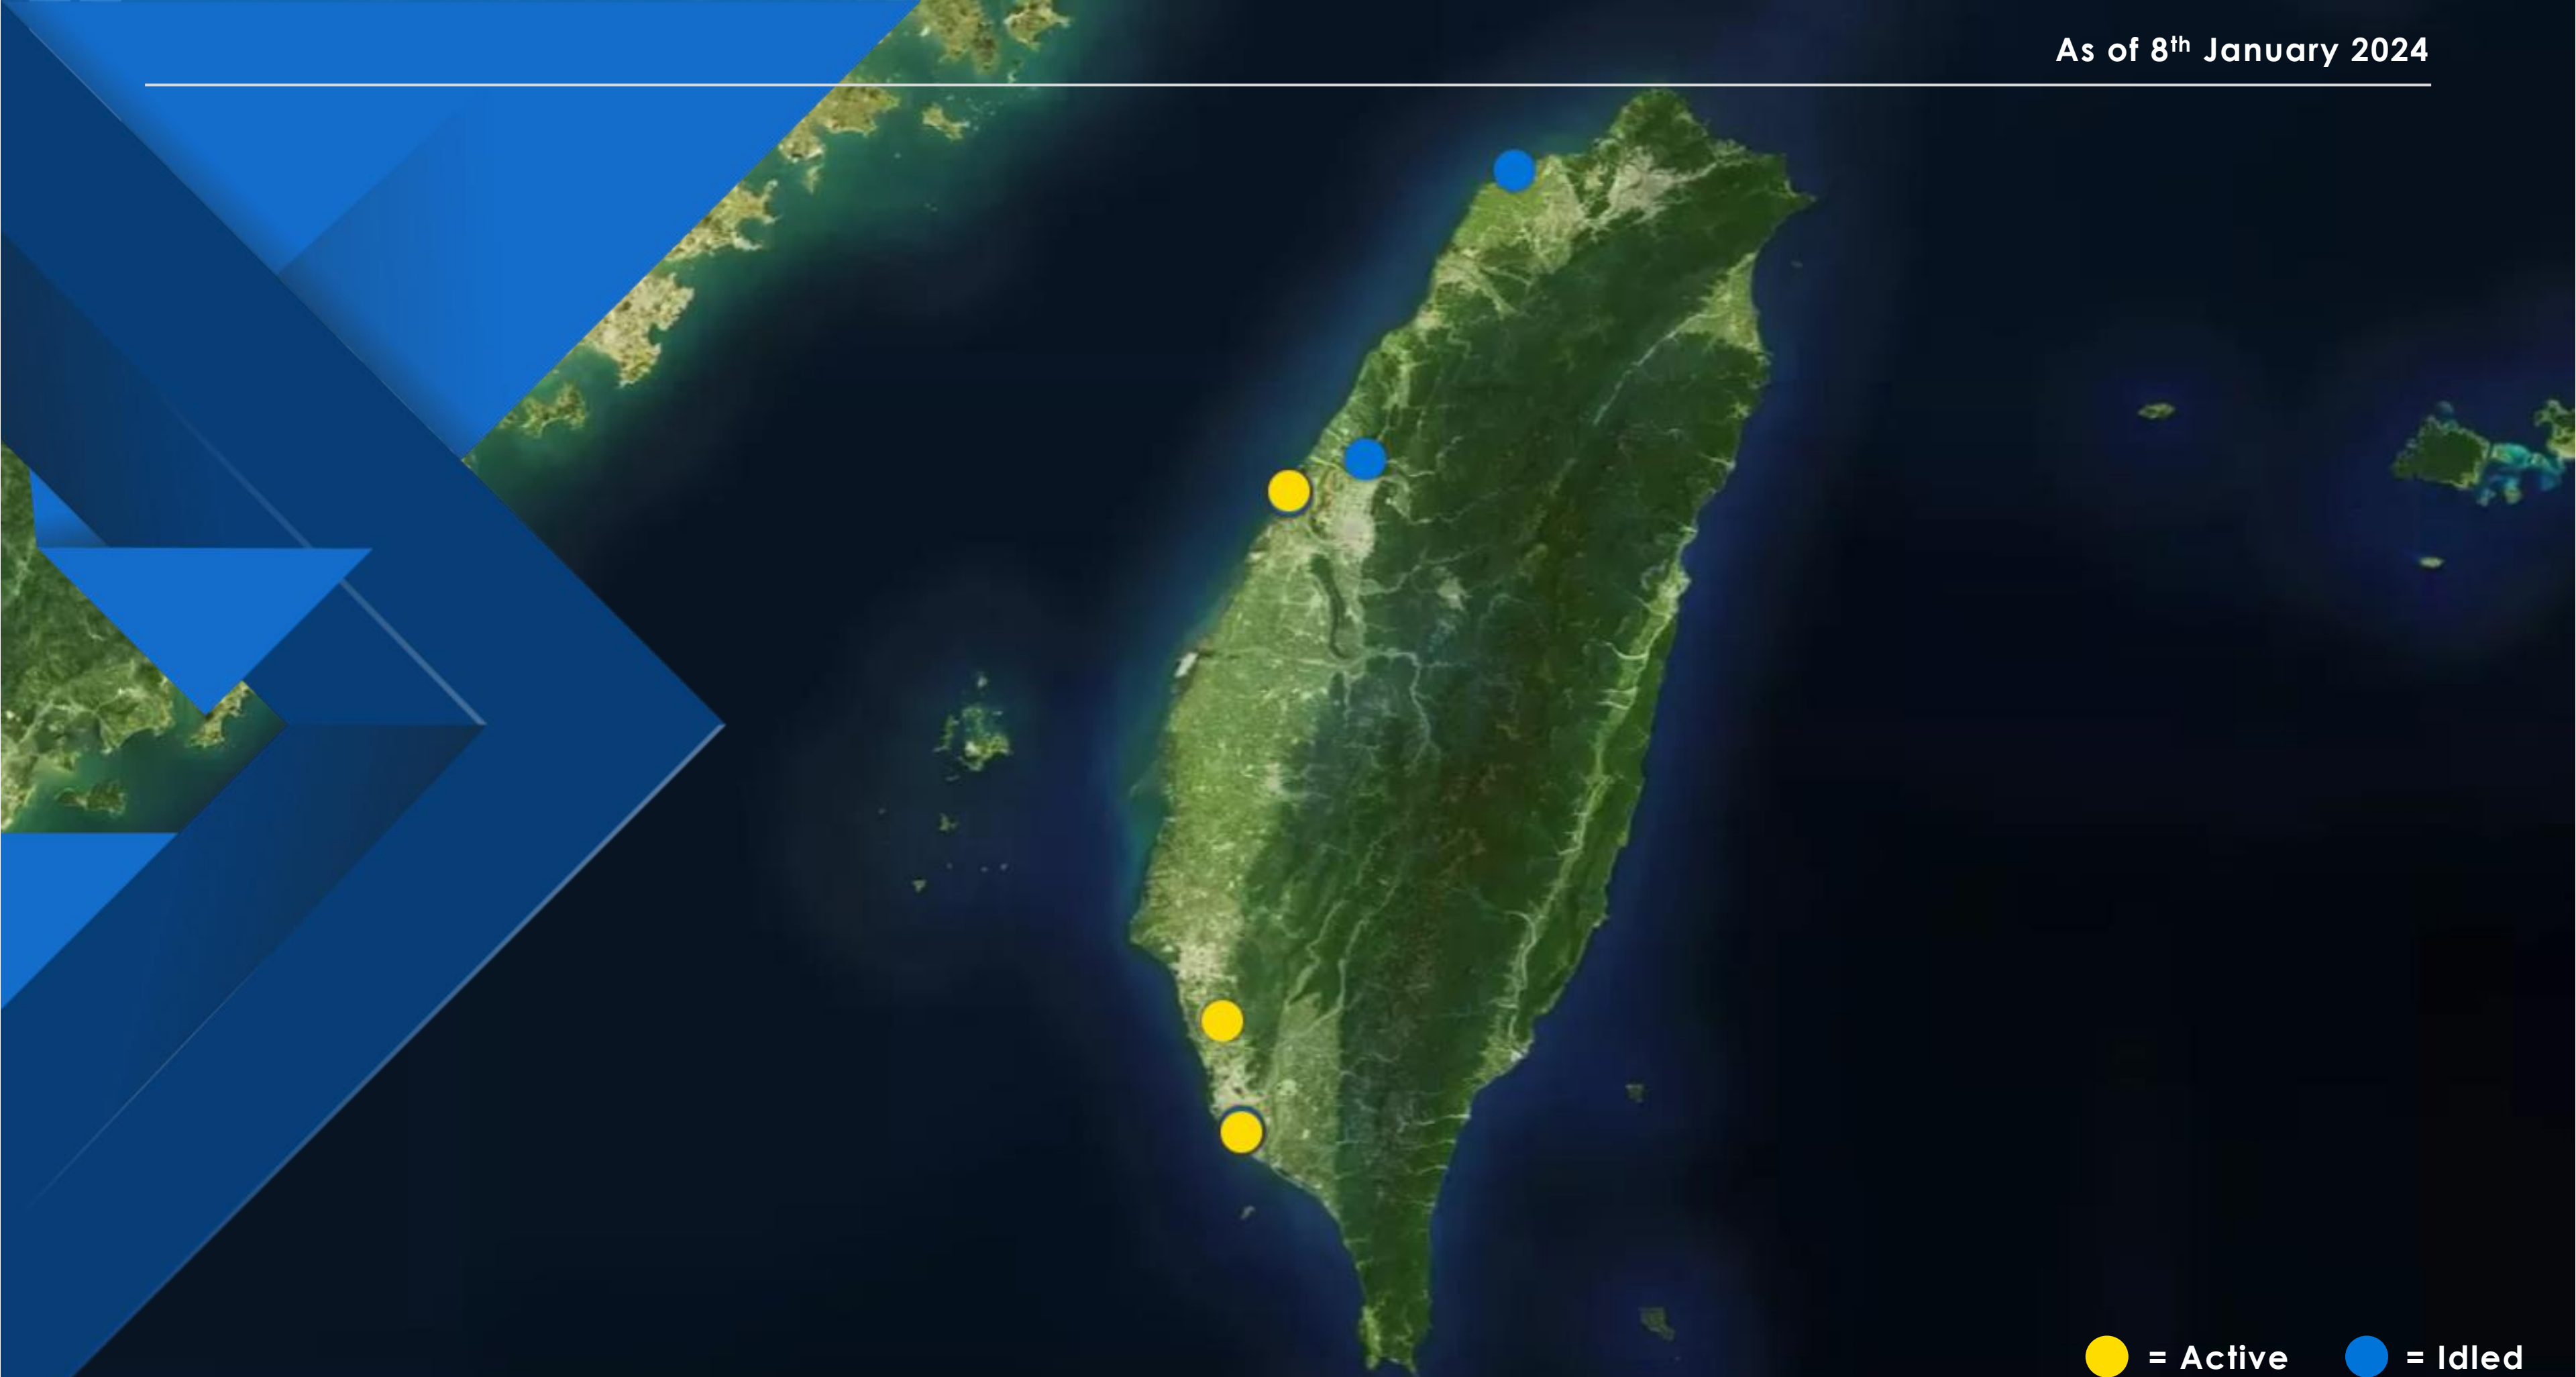 As of 8th January 2024
= Active = Idled